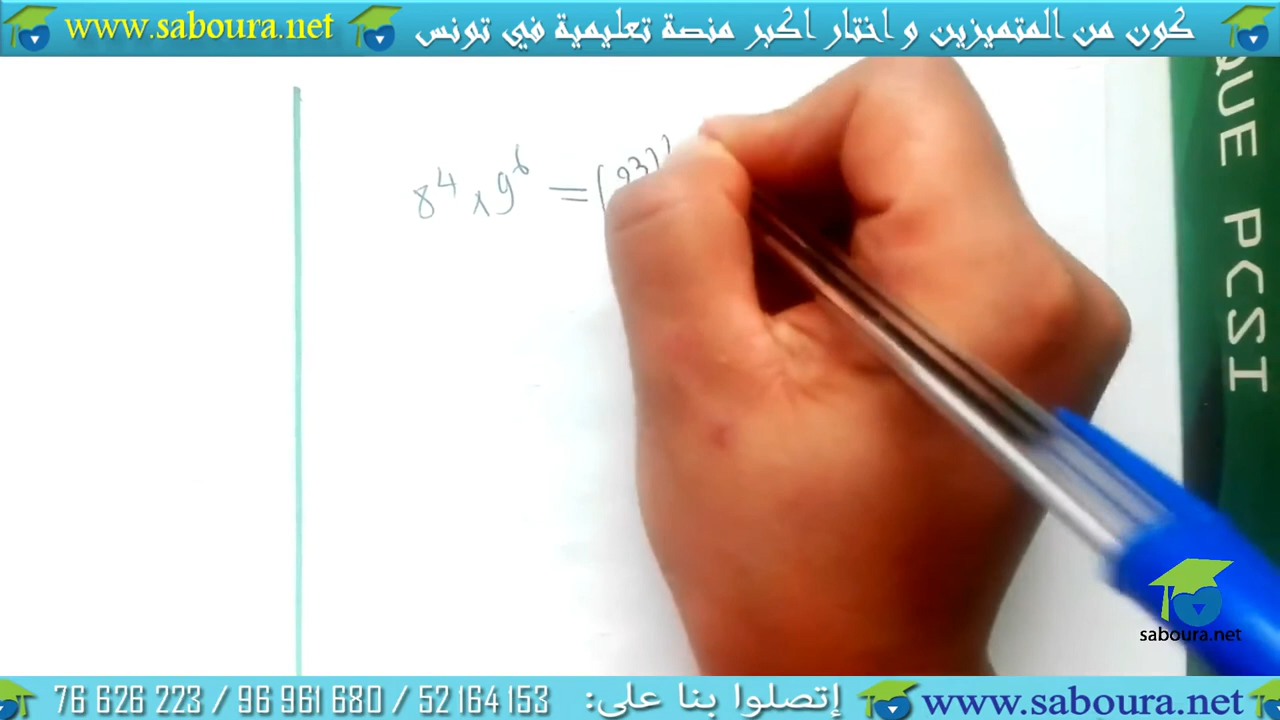 www.saboura.net كون من المتميزين و اختار اكبر منصة تعليمية في تونس
8⁴ x 9⁶ = (2³)
QUE PCSI
saboura.net
76 626 223 / 96 961 680 / 52 164 153 إتصلوا بنا على: www.saboura.net